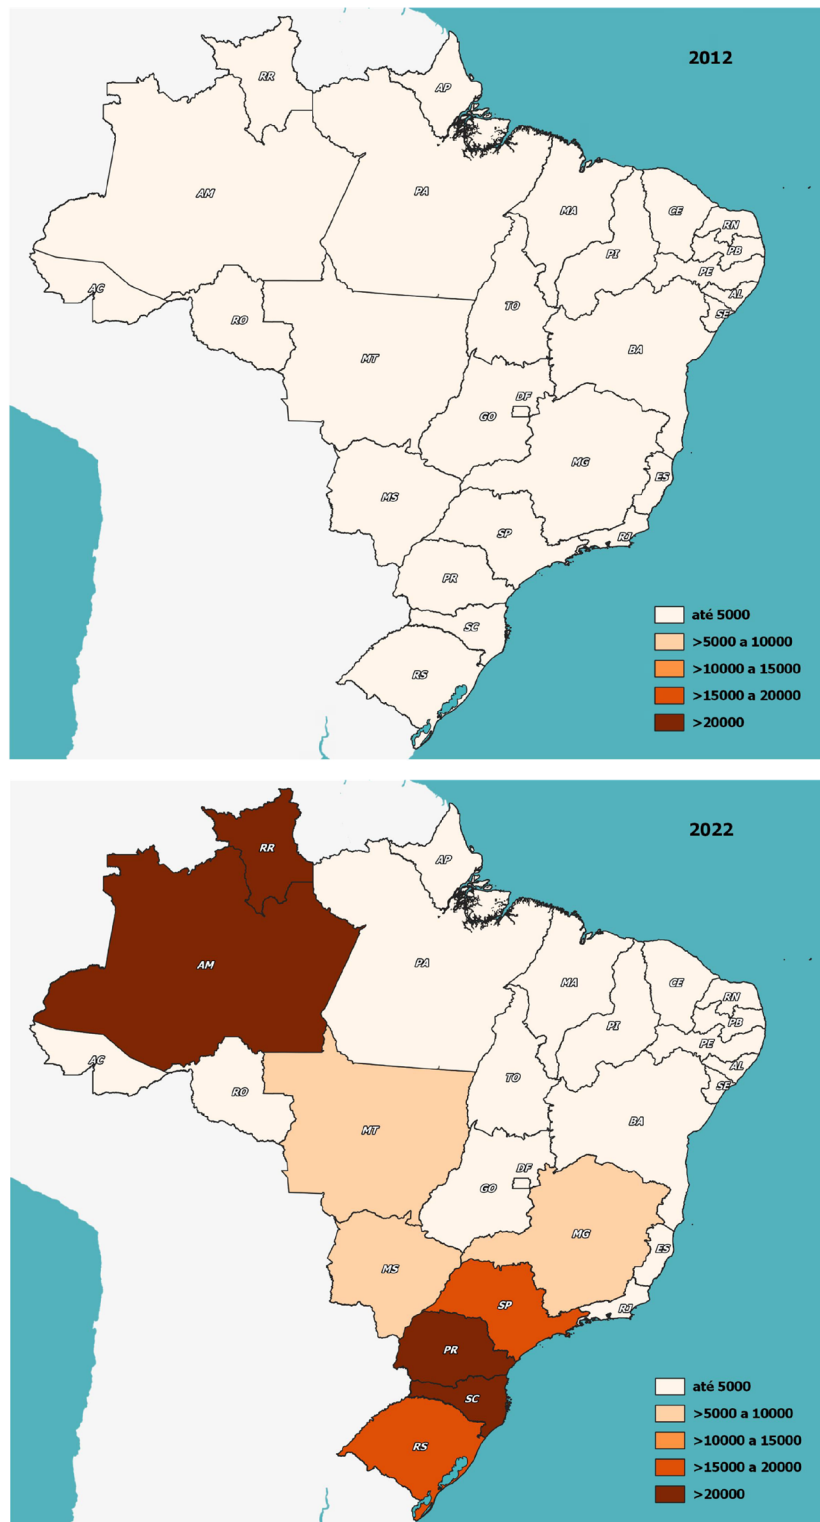 2012
RR
AP
AM
PA
MA
CE
RN
PI
PB
PE
AC
AL
TO
SE
RO
BA
MT
DF
GO
MG
ES
MS
SP
RJ
PR
SC
RS
até 5000
>5000 a 10000
>10000 a 15000
>15000 a 20000
>20000
2022
RR
AP
AM
PA
MA
CE
RN
PI
PB
PE
AC
AL
TO
SE
RO
BA
MT
DF
GO
MG
ES
MS
SP
RJ
PR
SC
RS
até 5000
>5000 a 10000
>10000 a 15000
>15000 a 20000
>20000